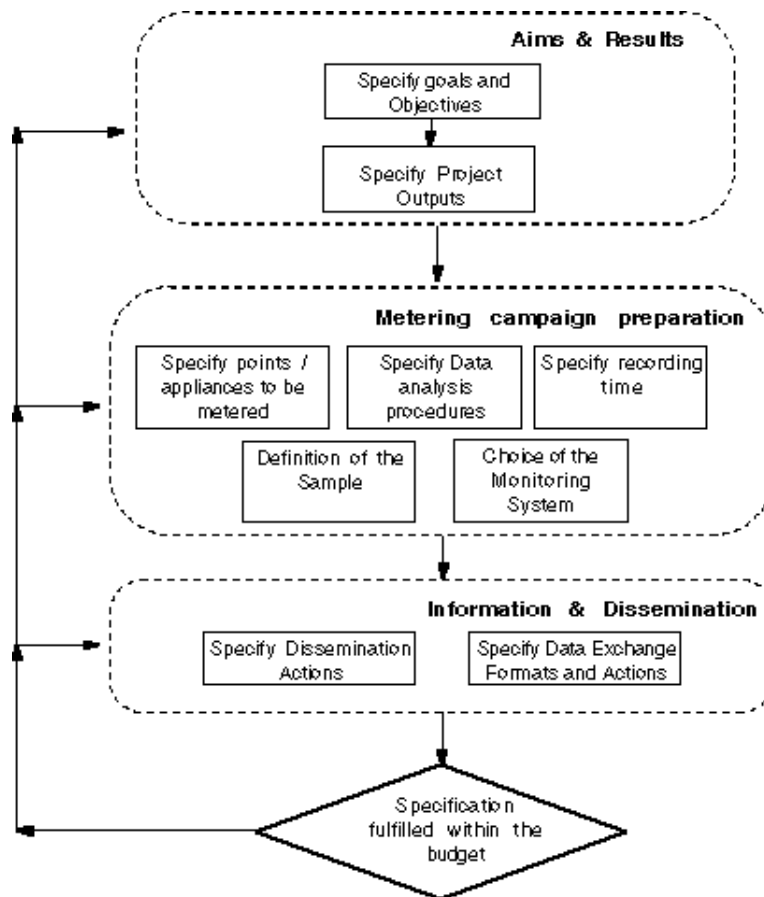 Aims & Results
Specify goals and
Objectives
Specify Project
Outputs
Metering campaign preparation
Specify points /
appliances to be
metered
Specify Data
analysis
procedures
Specify recording
time
Definition of the
Sample
Choice of the
Monitoring
System
Information & Dissemination
Specify Dissemination
Actions
Specify Data Exchange
Formats and Actions
Specification
fulfilled within the
budget